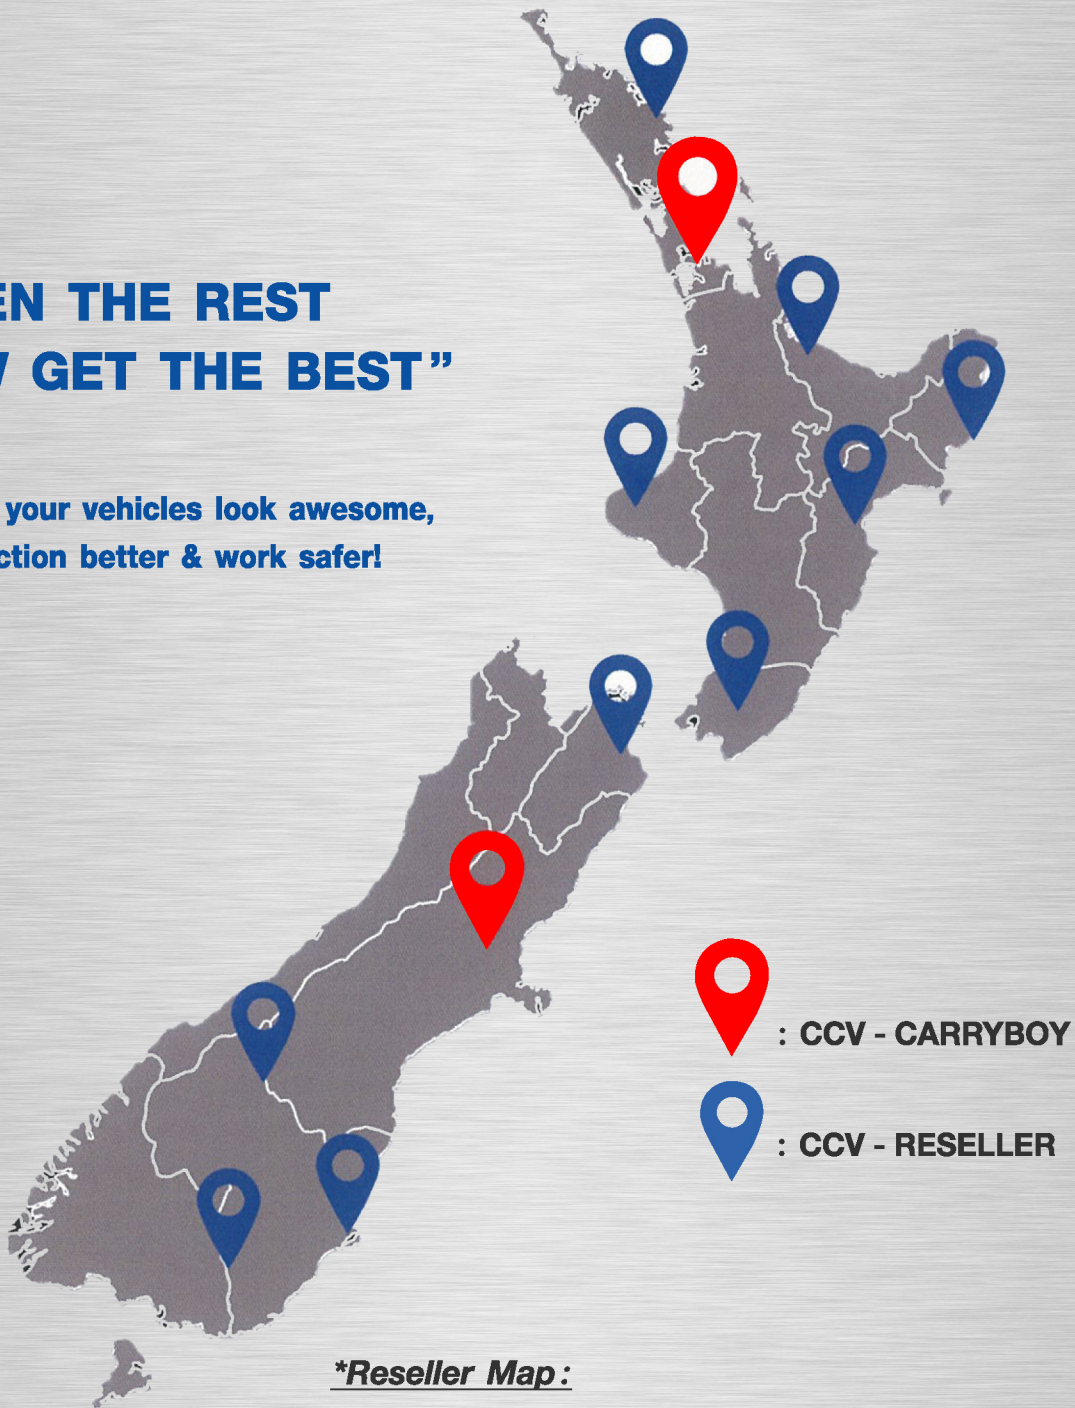 EN THE REST
GET THE BEST”
your vehicles look awesome,
ction better & work safer!
: CCV - CARRYBOY
: CCV - RESELLER
*Reseller Map :